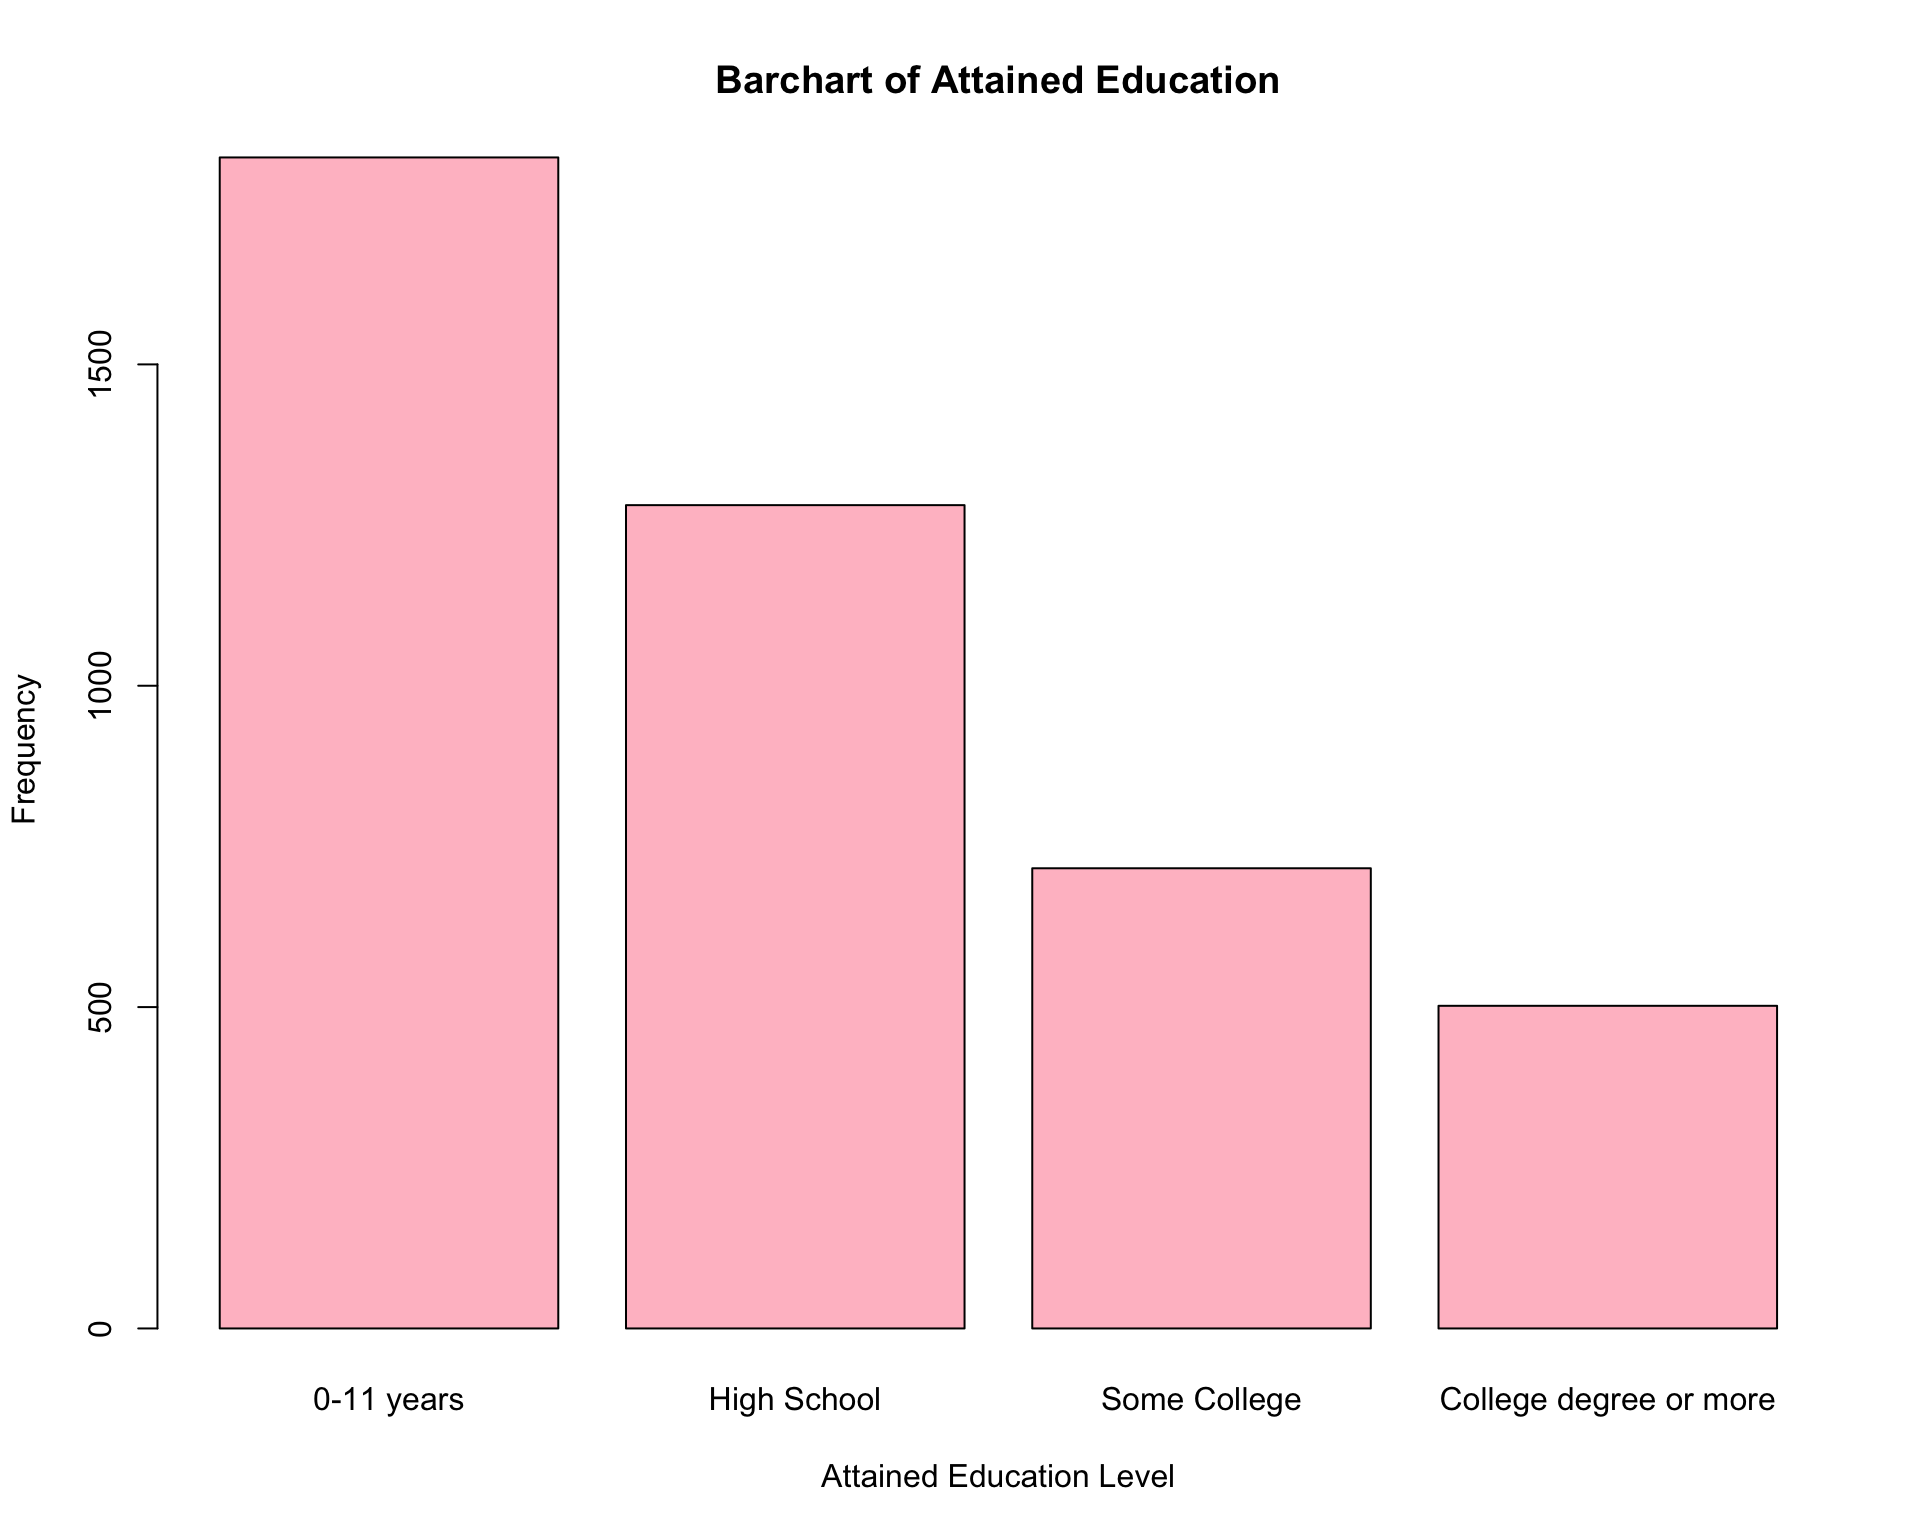 Barchart of Attained Education
Frequency
1500
1000
500
0
0-11 years
High School
Some College
College degree or more
Attained Education Level